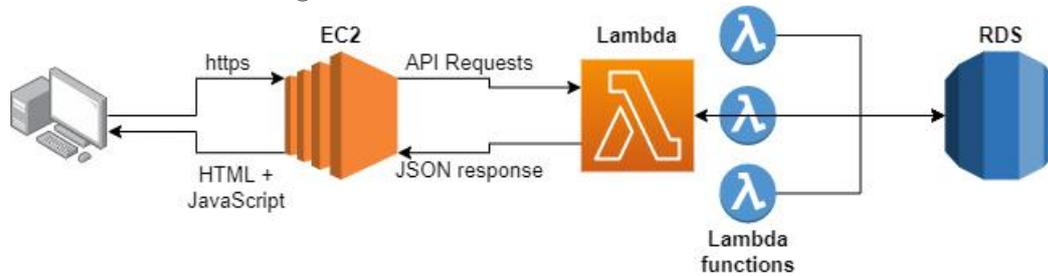 EC2
Lambda
RDS
https
API Requests
HTML +
JavaScript
JSON response
Lambda
functions